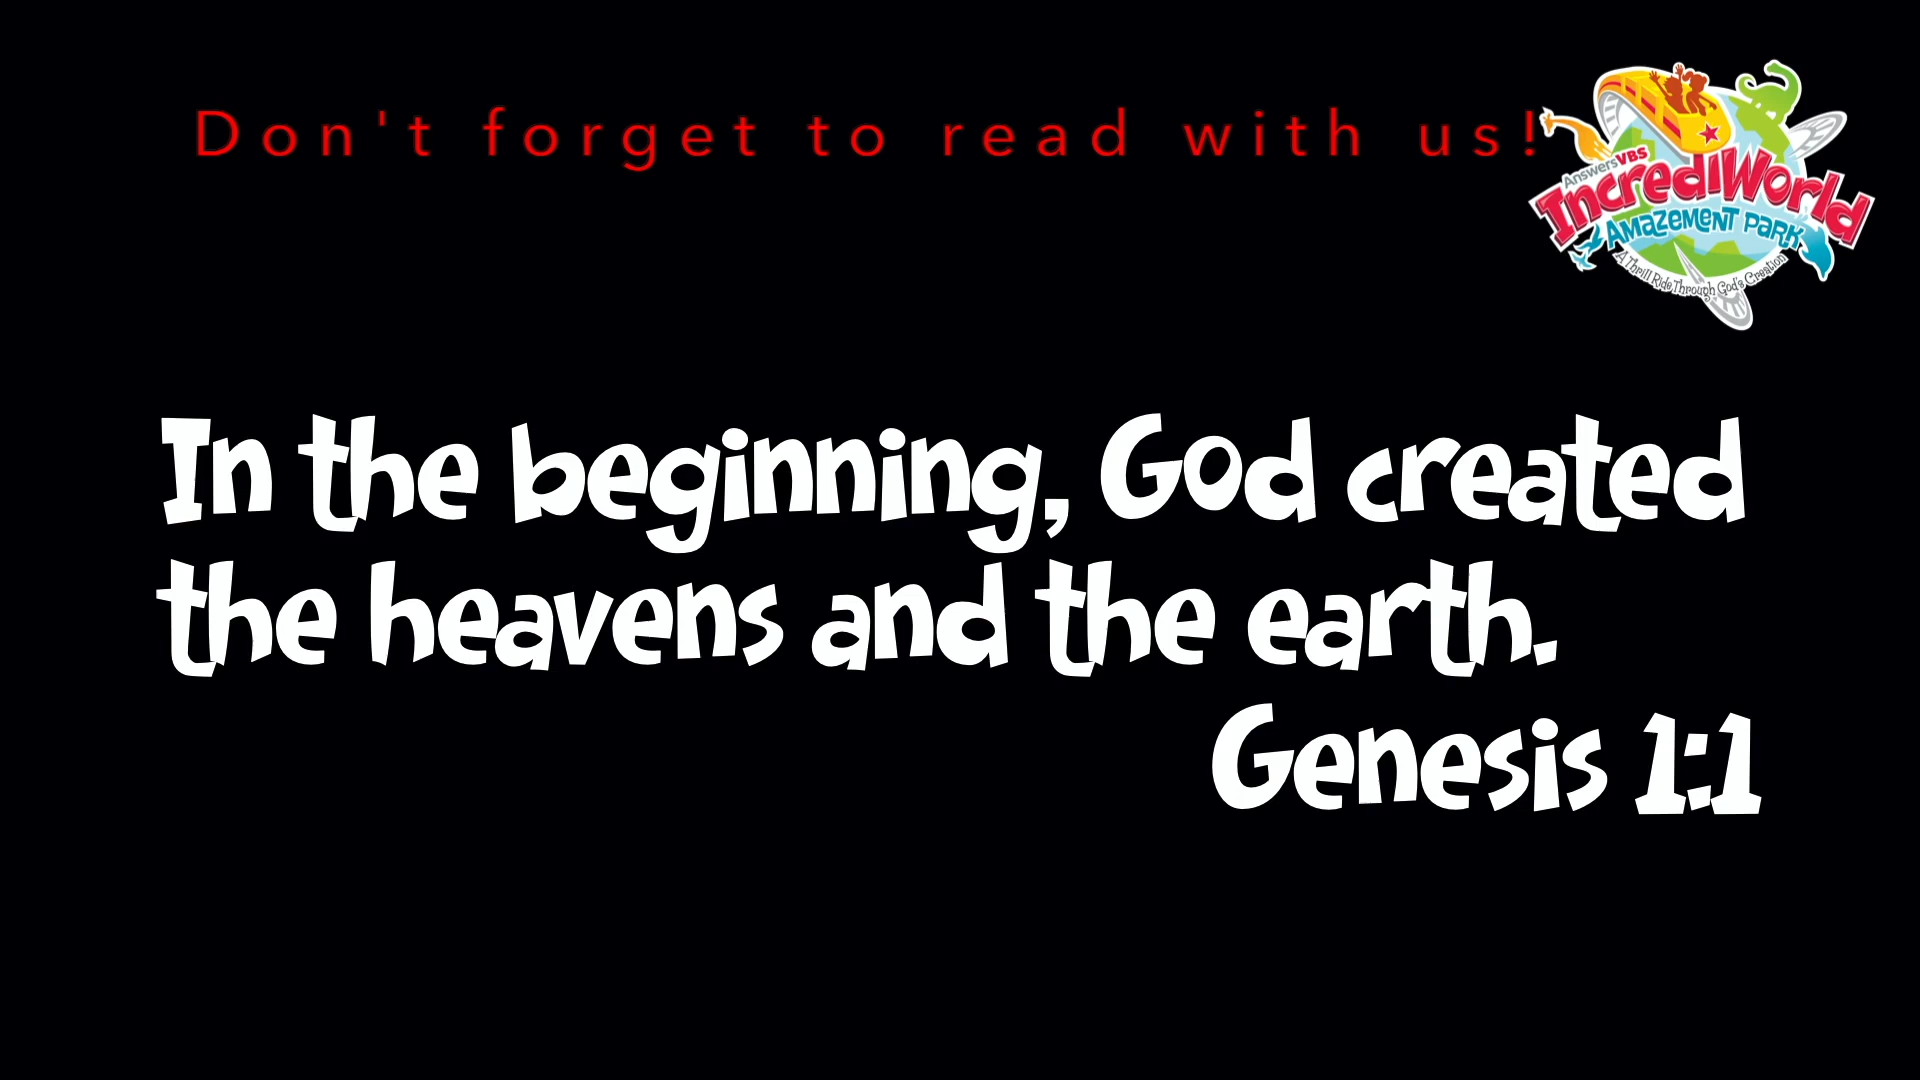 Don't forget to read with us!
Answers VBS
IncrediWorld
Amazement Park
A Thrill Ride Through God's Creation
In the beginning, God created
the heavens and the earth.
Genesis 1:1